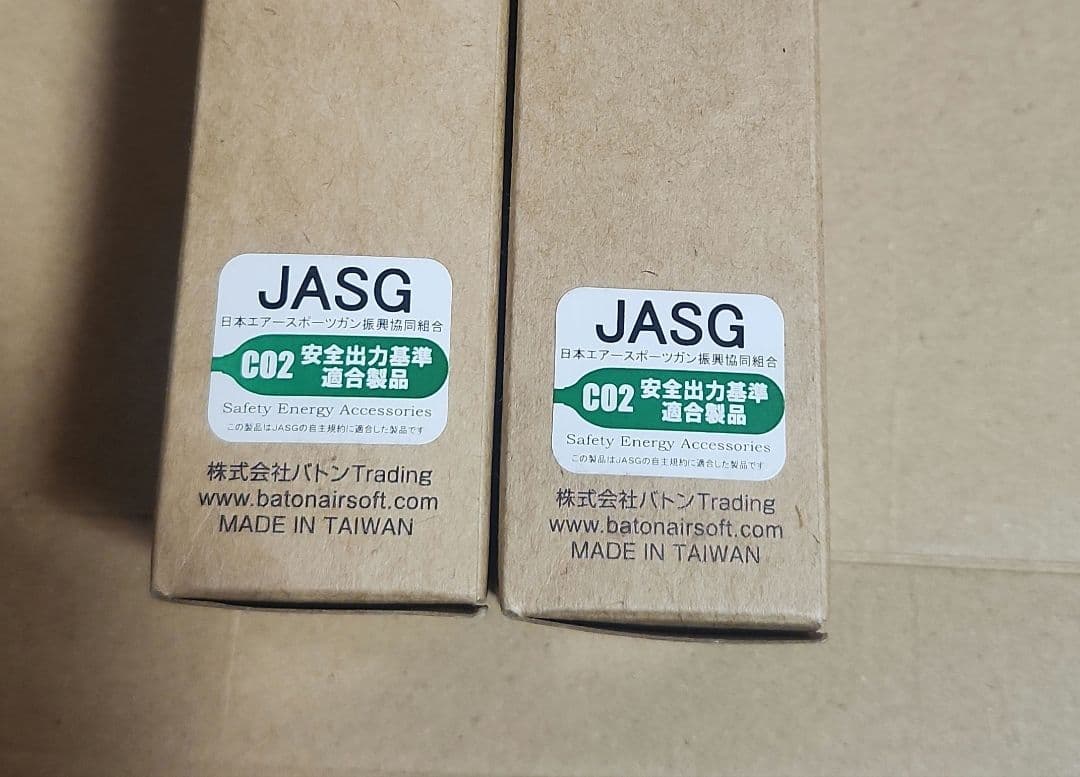 JASG
日本エアースポーツガン振興協同組合
CO2 安全出力基準
適合製品
Safety Energy Accessories
この製品はJASGの自主規約に適合した製品です
株式会社バトンTrading
www.batonairsoft.com
MADE IN TAIWAN
JASG
日本エアースポーツガン振興協同組合
CO2 安全出力基準
適合製品
Safety Energy Accessories
この製品はJASGの自主規約に適合した製品です
株式会社バトンTrading
www.batonairsoft.com
MADE IN TAIWAN